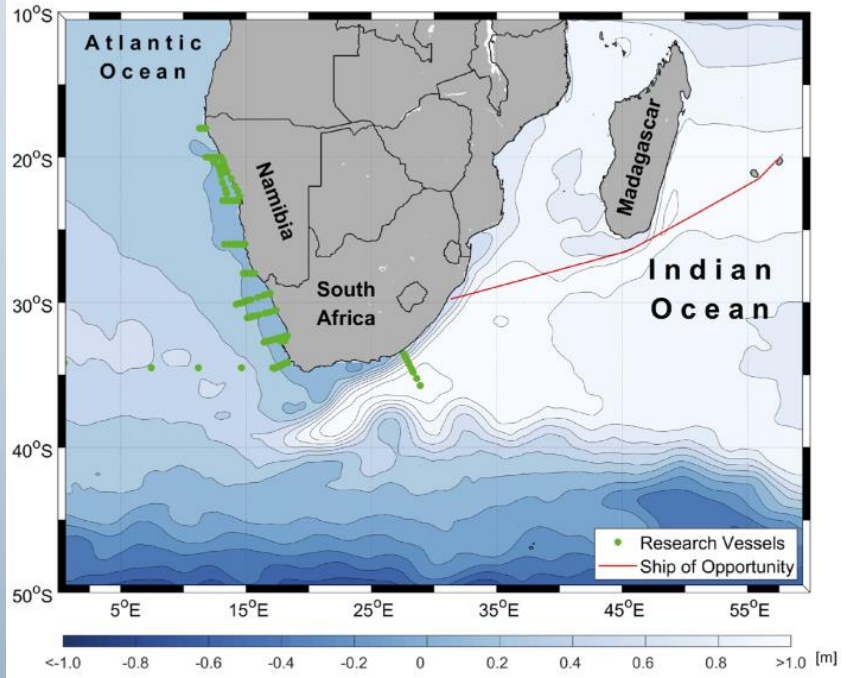 10°S
20°S
30°S
40°S
50°S
Atlantic
Ocean
Namibia
South
Africa
Madagascar
Indian
Ocean
Research Vessels
Ship of Opportunity
5°E
15°E
25°E
35°E
45°E
55°E
<-1.0 -0.8 -0.6 -0.4 -0.2 0 0.2 0.4 0.6 0.8 >1.0 [m]